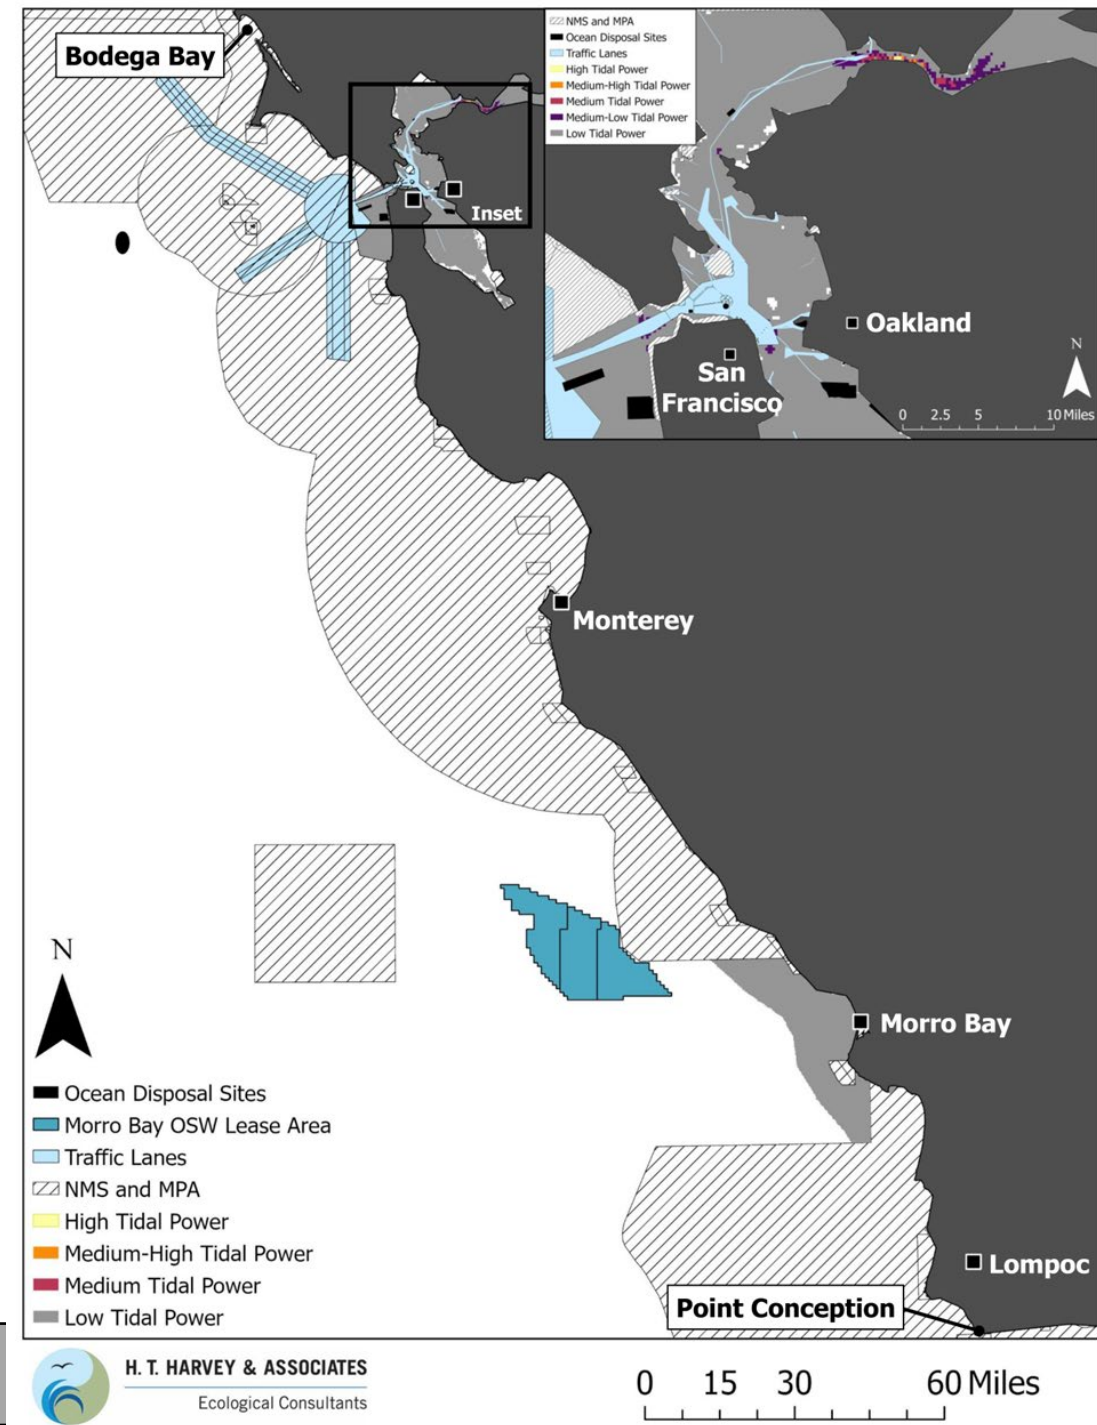 Bodega Bay
Inset
NMS and MPA
Ocean Disposal Sites
Traffic Lanes
High Tidal Power
Medium-High Tidal Power
Medium Tidal Power
Medium-Low Tidal Power
Low Tidal Power
Oakland
San
Francisco
N
0 2.5 5 10 Miles
Monterey
Morro Bay
Lompoc
Point Conception
N
Ocean Disposal Sites
Morro Bay OSW Lease Area
Traffic Lanes
NMS and MPA
High Tidal Power
Medium-High Tidal Power
Medium Tidal Power
Low Tidal Power
H. T. HARVEY & ASSOCIATES
Ecological Consultants
0 15 30 60 Miles